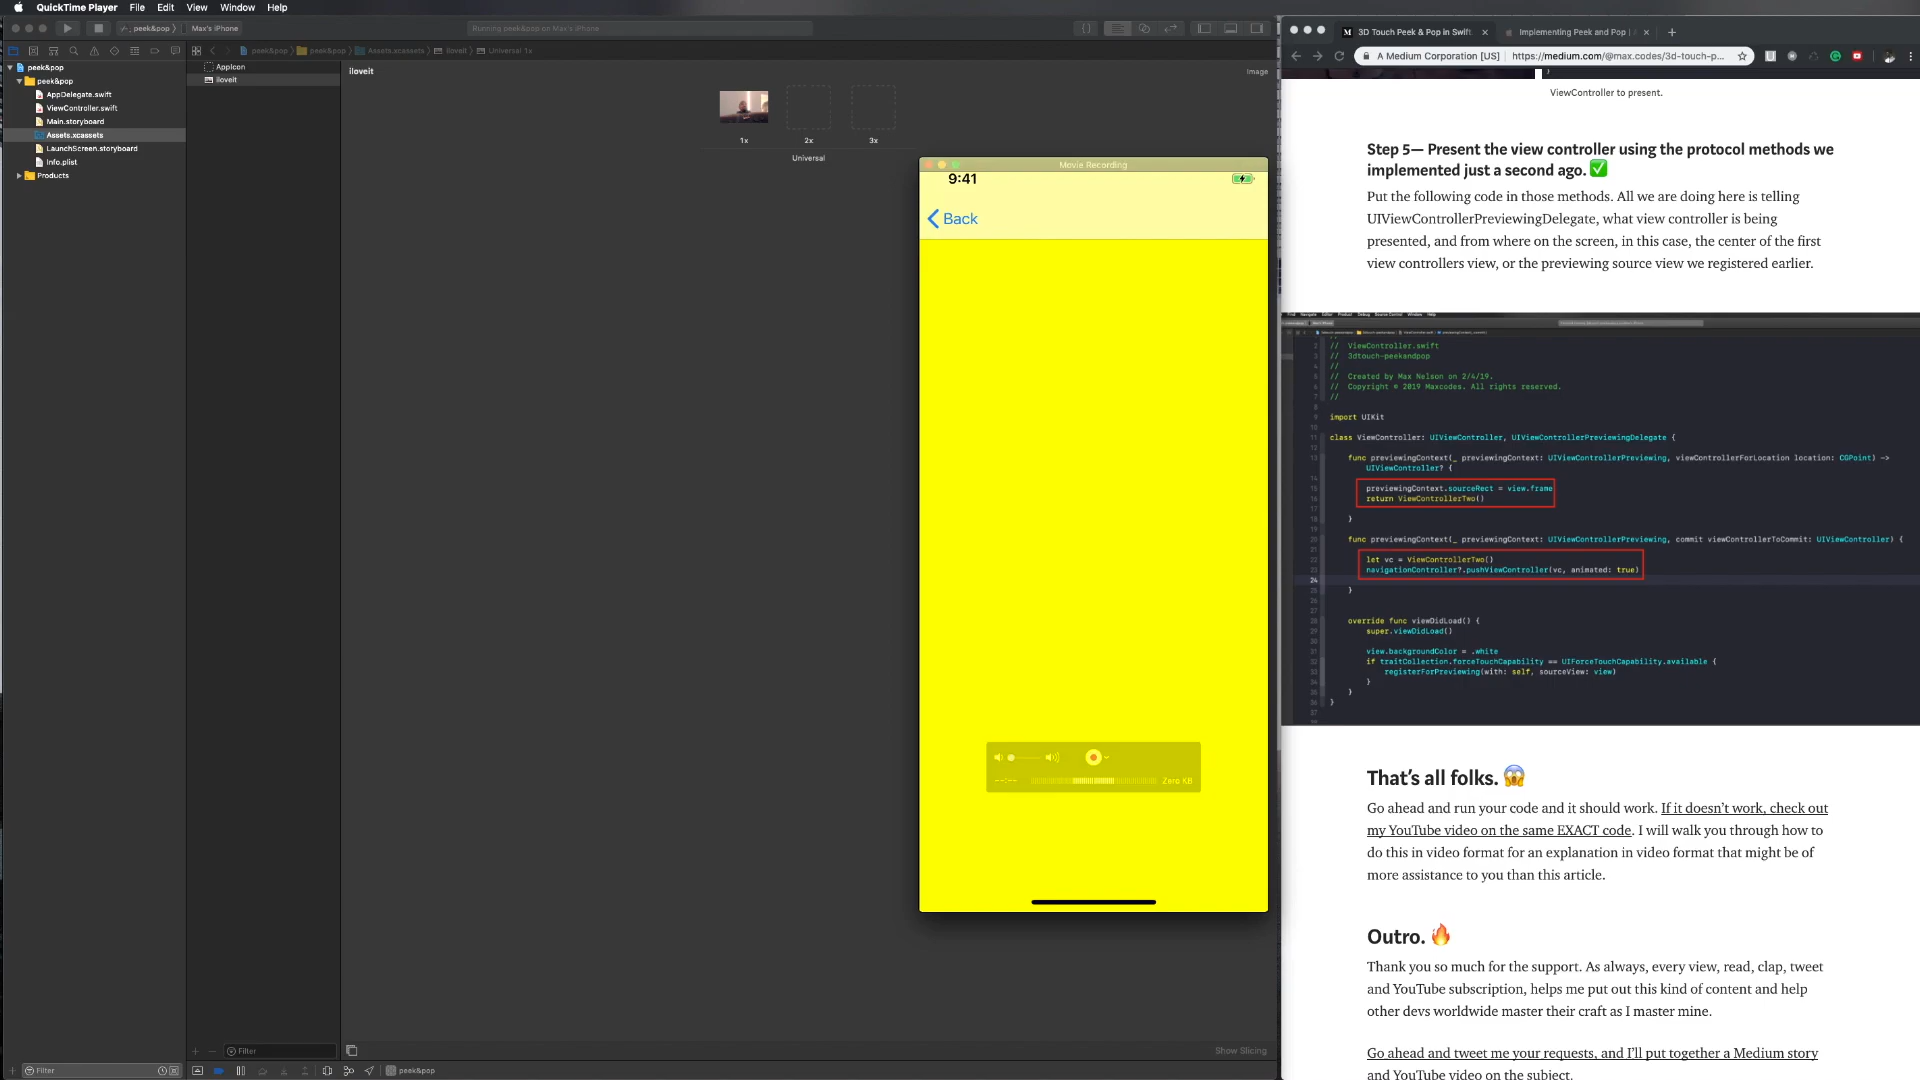 QuickTime Player File Edit View Window Help
peek&pop
Max's iPhone
Running peek&pop on Max's iPhone
peek&pop
peek&pop
Assets.xcassets
iloveit
Universal 1x
peek&pop
peek&pop
AppDelegate.swift
ViewController.swift
Main.storyboard
Assets.xcassets
LaunchScreen.storyboard
Info.plist
Products
AppIcon
iloveit
iloveit
Image
1x
2x
3x
Universal
Movie Recording
9:41
Back
--:--
Zero KB
Filter
Filter
Show Slicing
peek&pop
3D Touch Peek & Pop in Swift
Implementing Peek and Pop |
A Medium Corporation [US]
https://medium.com/@max.codes/3d-touch-p...
ViewController to present.
Step 5— Present the view controller using the protocol methods we
implemented just a second ago. ✅
Put the following code in those methods. All we are doing here is telling
UIViewControllerPreviewingDelegate, what view controller is being
presented, and from where on the screen, in this case, the center of the first
view controllers view, or the previewing source view we registered earlier.
// ViewController.swift
// 3dtouch-peekandpop
//
// Created by Max Nelson on 2/4/19.
// Copyright © 2019 Maxcodes. All rights reserved.
//
import UIKit
class ViewController: UIViewController, UIViewControllerPreviewingDelegate {
func previewingContext(_ previewingContext: UIViewControllerPreviewing, viewControllerForLocation location: CGPoint) ->
UIViewController? {
previewingContext.sourceRect = view.frame
return ViewControllerTwo()
}
func previewingContext(_ previewingContext: UIViewControllerPreviewing, commit viewControllerToCommit: UIViewController) {
let vc = ViewControllerTwo()
navigationController?.pushViewController(vc, animated: true)
}
override func viewDidLoad() {
super.viewDidLoad()
view.backgroundColor = .white
if traitCollection.forceTouchCapability == UIForceTouchCapability.available {
registerForPreviewing(with: self, sourceView: view)
}
}
}
That's all folks. 😱
Go ahead and run your code and it should work. If it doesn't work, check out
my YouTube video on the same EXACT code. I will walk you through how to
do this in video format for an explanation in video format that might be of
more assistance to you than this article.
Outro. 🔥
Thank you so much for the support. As always, every view, read, clap, tweet
and YouTube subscription, helps me put out this kind of content and help
other devs worldwide master their craft as I master mine.
Go ahead and tweet me your requests, and I'll put together a Medium story
and YouTube video on the subject.